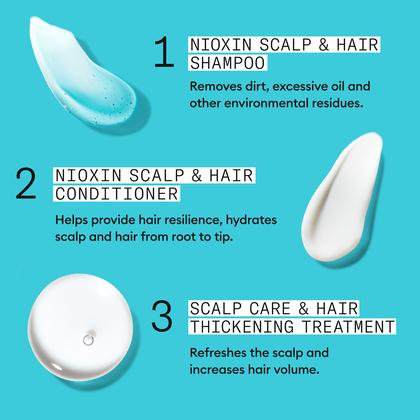 1
NIOXIN SCALP & HAIR
SHAMPOO
Removes dirt, excessive oil and
other environmental residues.
2
NIOXIN SCALP & HAIR
CONDITIONER
Helps provide hair resilience, hydrates
scalp and hair from root to tip.
3
SCALP CARE & HAIR
THICKENING TREATMENT
Refreshes the scalp and
increases hair volume.